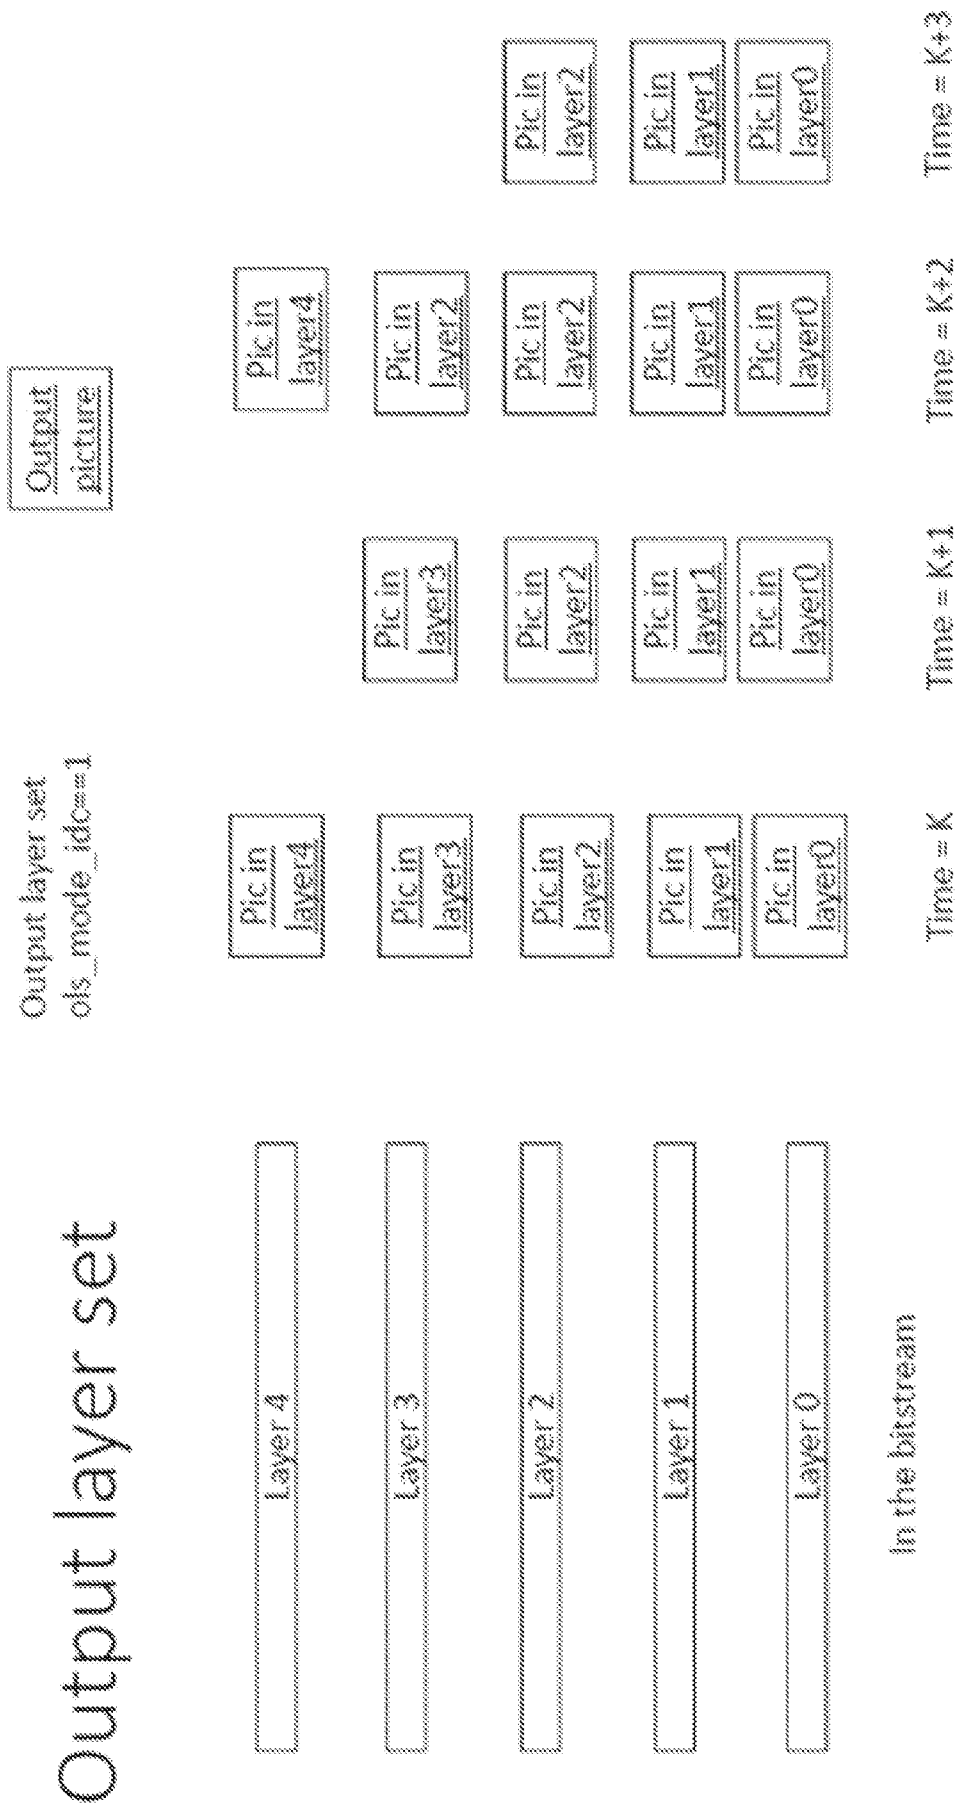 Output layer set
Output layer set
ols_mode_idc==1
Output
picture
Layer 4
Pic in
layer4
Pic in
layer4
Layer 3
Pic in
layer3
Pic in
layer3
Pic in
layer2
Layer 2
Pic in
layer2
Pic in
layer2
Pic in
layer2
Pic in
layer2
Layer 1
Pic in
layer1
Pic in
layer1
Pic in
layer1
Pic in
layer1
Layer 0
Pic in
layer0
Pic in
layer0
Pic in
layer0
Pic in
layer0
In the bitstream
Time = K
Time = K+1
Time = K+2
Time = K+3